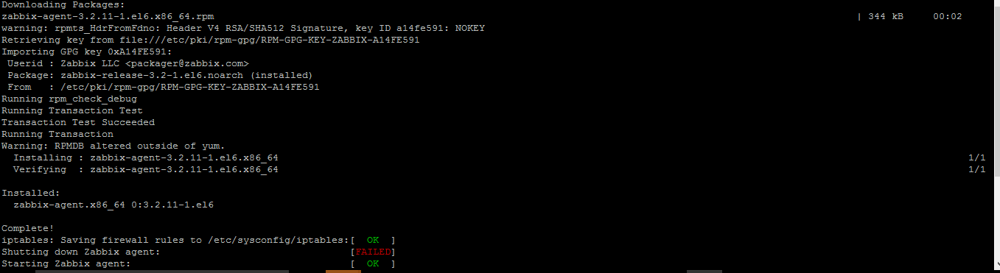 Downloading Packages:
zabbix-agent-3.2.11-1.el6.x86_64.rpm | 344 kB 00:02
warning: rpmts_HdrFromFdno: Header V4 RSA/SHA512 Signature, key ID a14fe591: NOKEY
Retrieving key from file:///etc/pki/rpm-gpg/RPM-GPG-KEY-ZABBIX-A14FE591
Importing GPG key 0xA14FE591:
 Userid : Zabbix LLC <packager@zabbix.com>
 Package: zabbix-release-3.2-1.el6.noarch (installed)
 From   : /etc/pki/rpm-gpg/RPM-GPG-KEY-ZABBIX-A14FE591
Running rpm_check_debug
Running Transaction Test
Transaction Test Succeeded
Running Transaction
Warning: RPMDB altered outside of yum.
  Installing : zabbix-agent-3.2.11-1.el6.x86_64 1/1
  Verifying  : zabbix-agent-3.2.11-1.el6.x86_64 1/1
Installed:
  zabbix-agent.x86_64 0:3.2.11-1.el6
Complete!
iptables: Saving firewall rules to /etc/sysconfig/iptables:[  OK  ]
Shutting down Zabbix agent: [FAILED]
Starting Zabbix agent: [  OK  ]